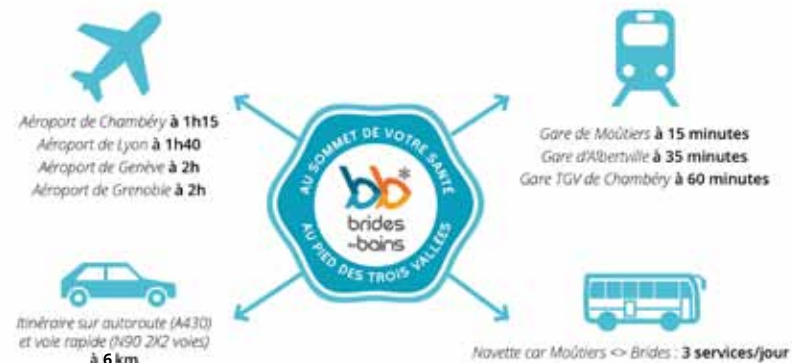 Aéroport de Chambéry à 1h15
Aéroport de Lyon à 1h40
Aéroport de Genève à 2h
Aéroport de Grenoble à 2h
Gare de Moûtiers à 15 minutes
Gare d'Albertville à 35 minutes
Gare TGV de Chambéry à 60 minutes
AU SOMMET DE VOTRE SANTÉ
bb*
brides
-les-
bains
AU PIED DES TROIS VALLÉES
Itinéraire sur autoroute (A430)
et voie rapide (N90 2X2 voies)
à 6 km
Navette car Moûtiers <> Brides : 3 services/jour